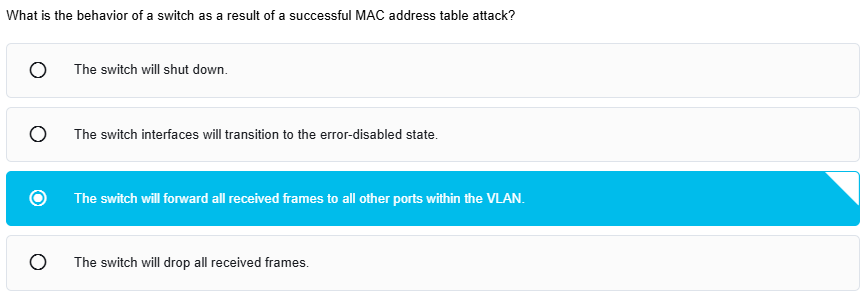 What is the behavior of a switch as a result of a successful MAC address table attack?
The switch will shut down.
The switch interfaces will transition to the error-disabled state.
The switch will forward all received frames to all other ports within the VLAN.
The switch will drop all received frames.